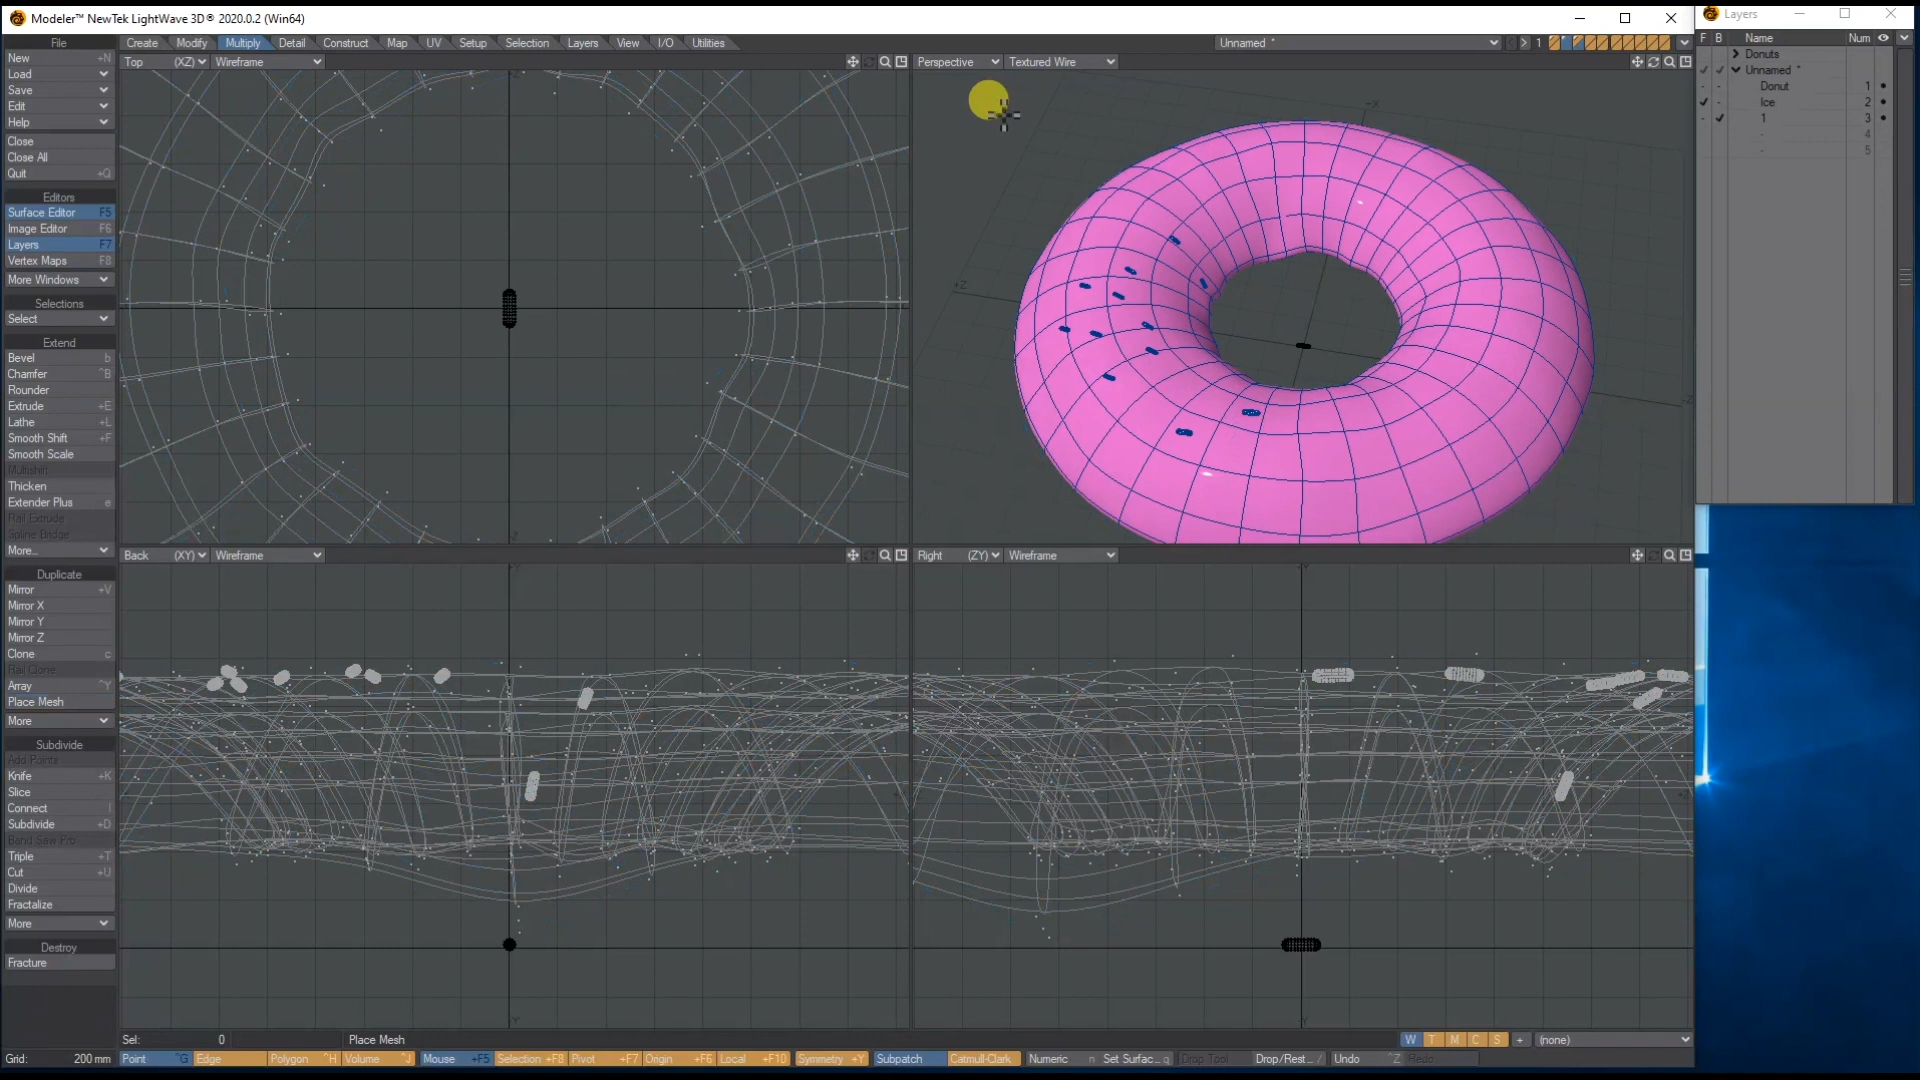 Modeler™ NewTek LightWave 3D® 2020.0.2 (Win64)
Layers
File
Create Modify Multiply Detail Construct Map UV Setup Selection Layers View I/O Utilities
Unnamed * 1
F B Name Num
New +N
Load
Save
Edit
Help
Close
Close All
Quit +Q
Top (XZ) Wireframe
Perspective Textured Wire
Donuts
Unnamed *
Donut 1
Ice 2
1 3
- 4
- 5
Editors
Surface Editor F5
Image Editor F6
Layers F7
Vertex Maps F8
More Windows
Selections
Select
Extend
Bevel b
Chamfer ^B
Rounder
Extrude +E
Lathe +L
Smooth Shift +F
Smooth Scale
Multishift
Thicken
Extender Plus e
Rail Extrude
Spline Bridge
More...
Back (XY) Wireframe
Right (ZY) Wireframe
Duplicate
Mirror +V
Mirror X
Mirror Y
Mirror Z
Clone c
Rail Clone
Array ^Y
Place Mesh
More
Subdivide
Add Points
Knife +K
Slice
Connect l
Subdivide +D
Band Saw Pro
Triple +T
Cut +U
Divide
Fractalize
More
Destroy
Fracture
Sel: 0 Place Mesh
W T M C S + (none)
Grid: 200 mm Point ^G Edge Polygon ^H Volume ^J Mouse +F5 Selection +F8 Pivot +F7 Origin +F6 Local +F10 Symmetry +Y Subpatch Catmull-Clark Numeric n Set Surfac... q Drop Tool Drop/Rest... / Undo ^Z Redo